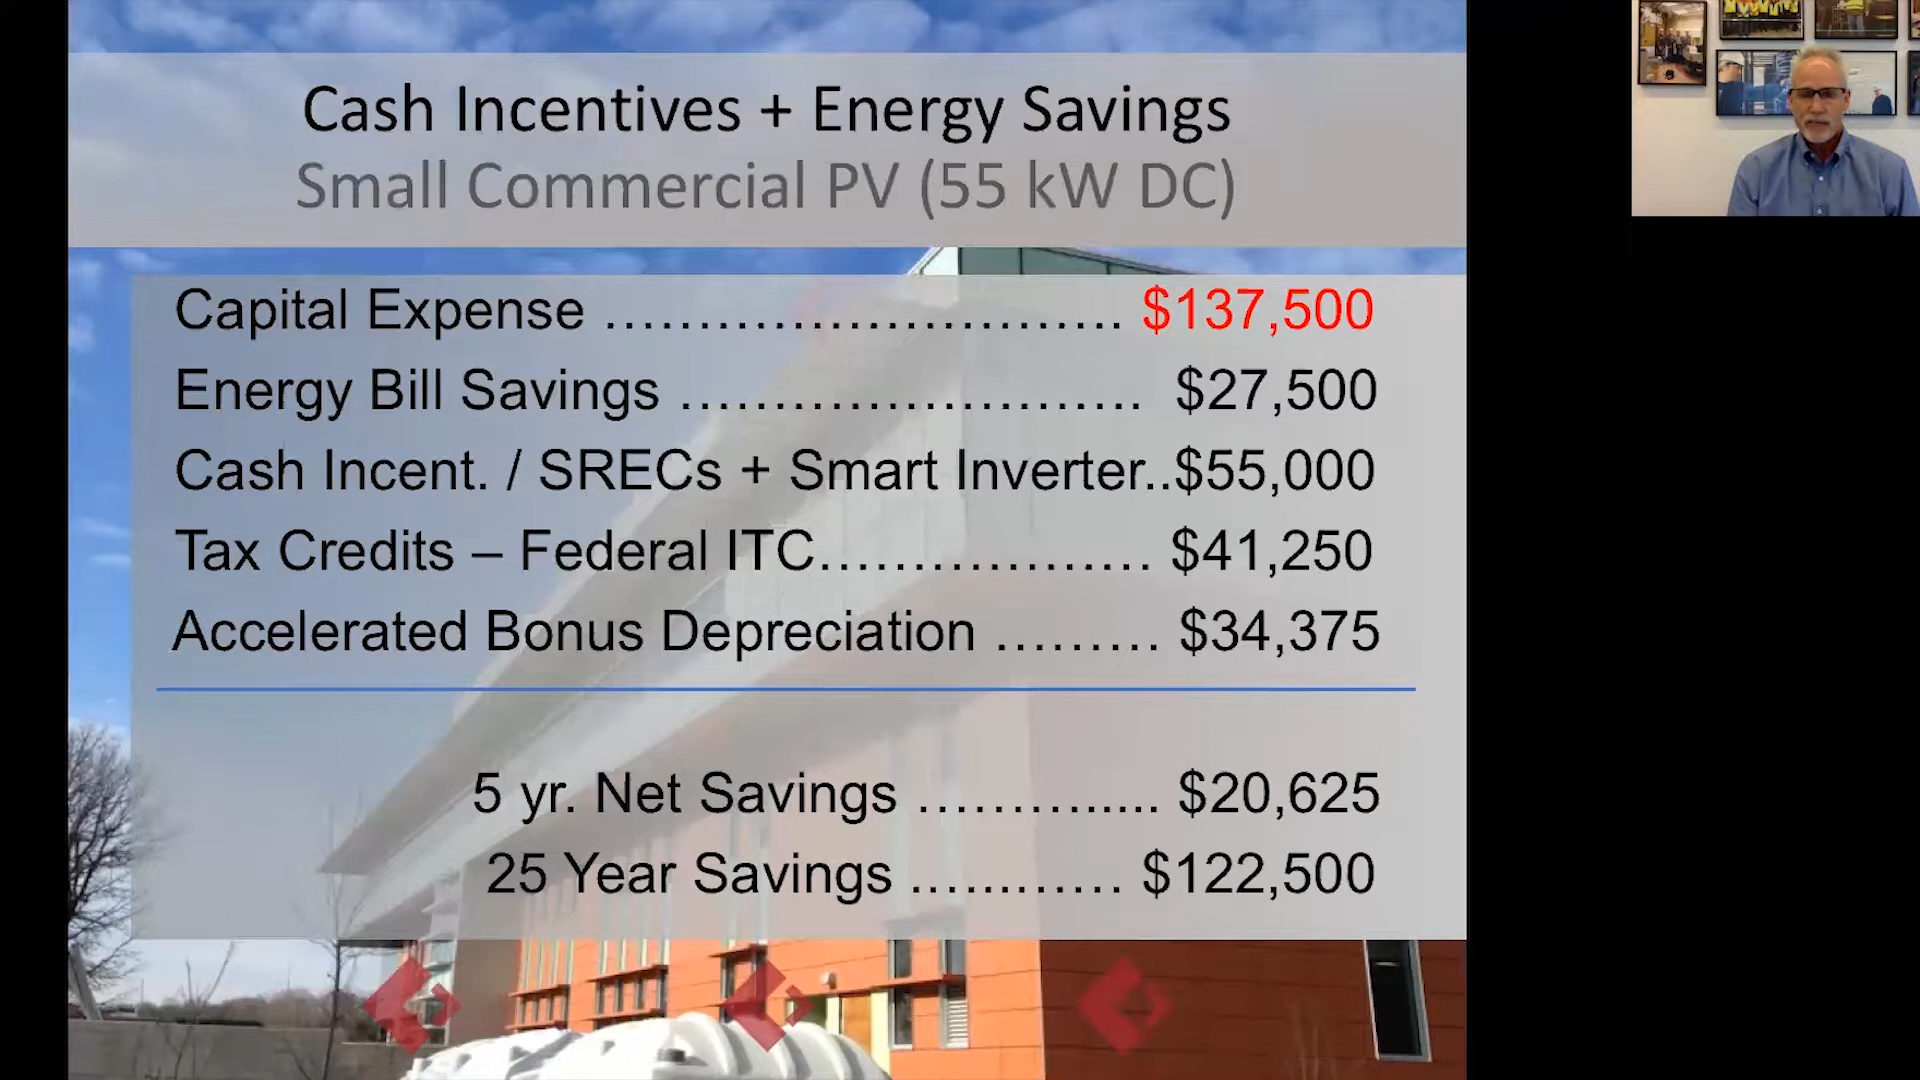 Cash Incentives + Energy Savings
Small Commercial PV (55 kW DC)
Capital Expense ………………………. $137,500
Energy Bill Savings ……………………. $27,500
Cash Incent. / SRECs + Smart Inverter..$55,000
Tax Credits – Federal ITC……………… $41,250
Accelerated Bonus Depreciation ……… $34,375
5 yr. Net Savings ………...... $20,625
25 Year Savings ………… $122,500